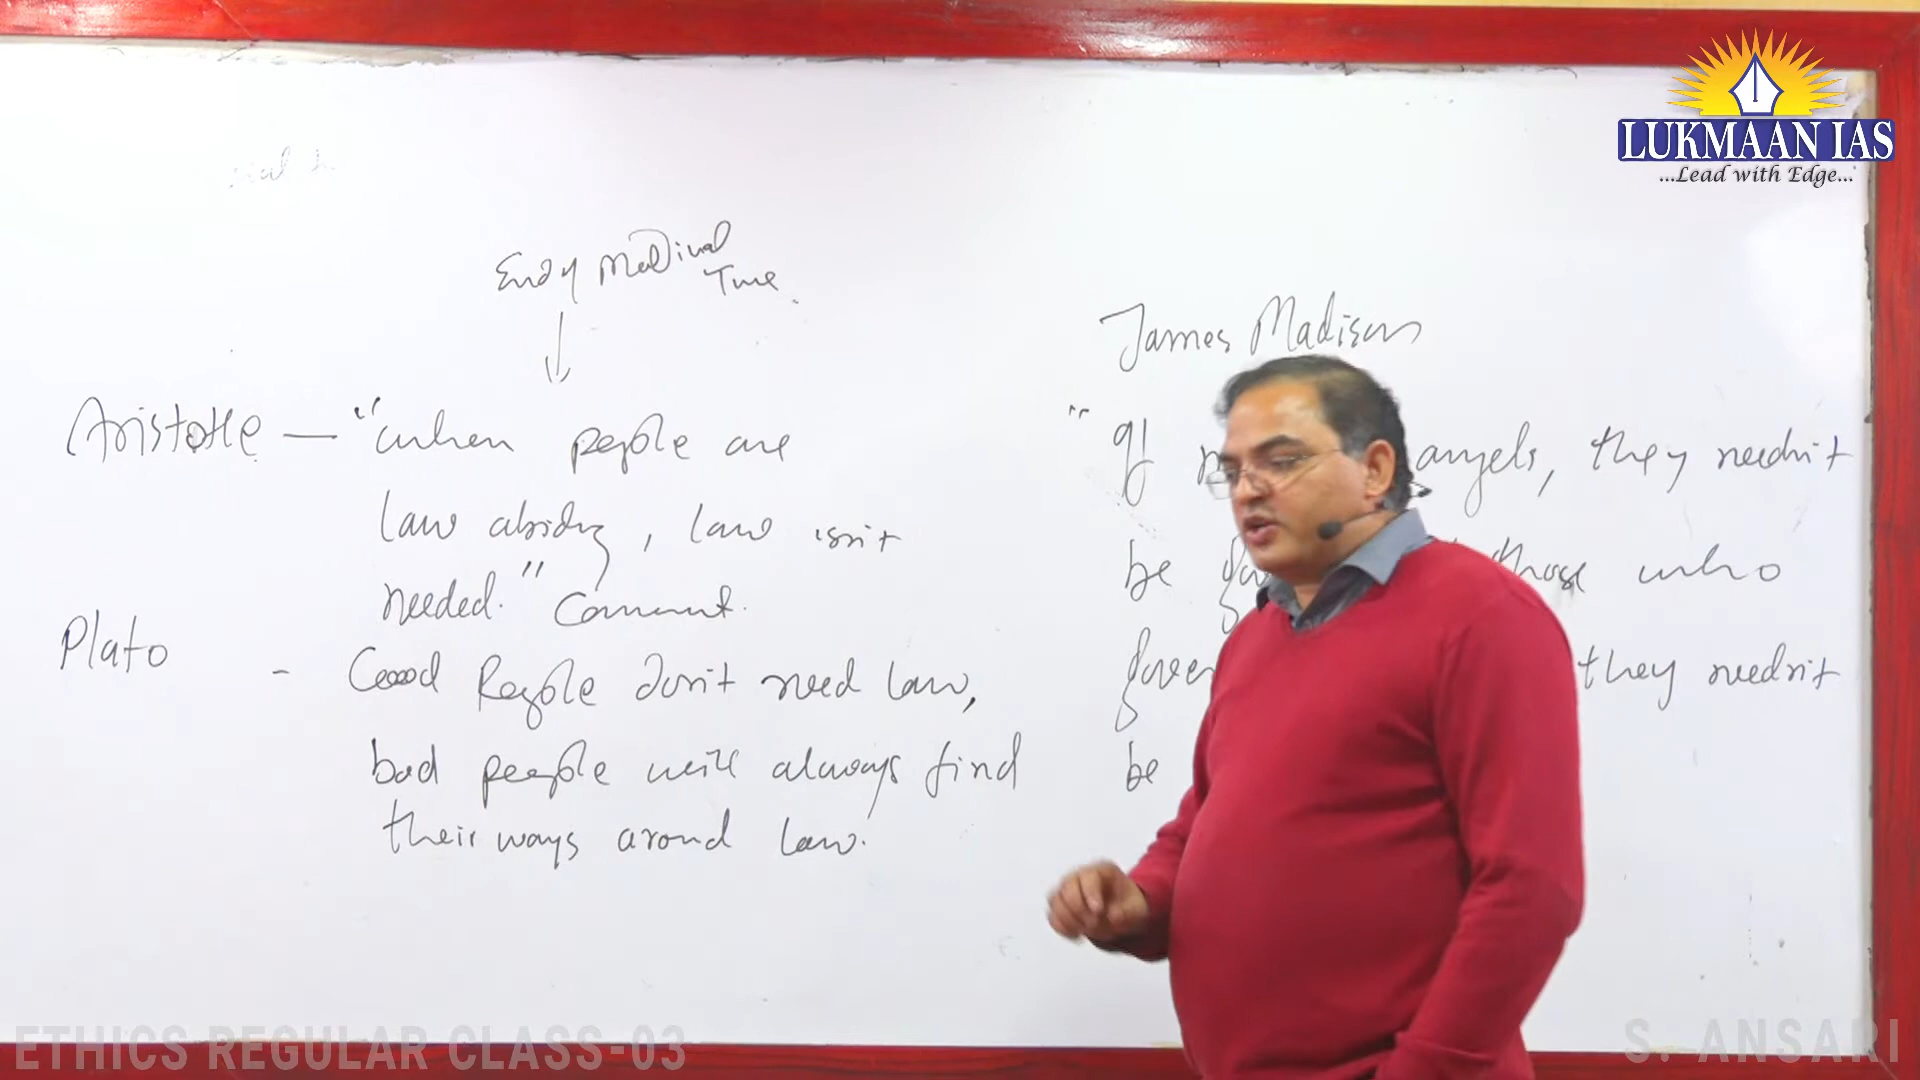 LUKMAAN IAS
...Lead with Edge...
End of Medival
Time
James Madison
Aristotle — "when people are
law abiding, law isn't
needed." Comment.
Plato
- Good People don't need law,
bad people will always find
their ways around law.
"If angels, they needn't
be those who
they needn't
be
ETHICS REGULAR CLASS-03
S. ANSARI